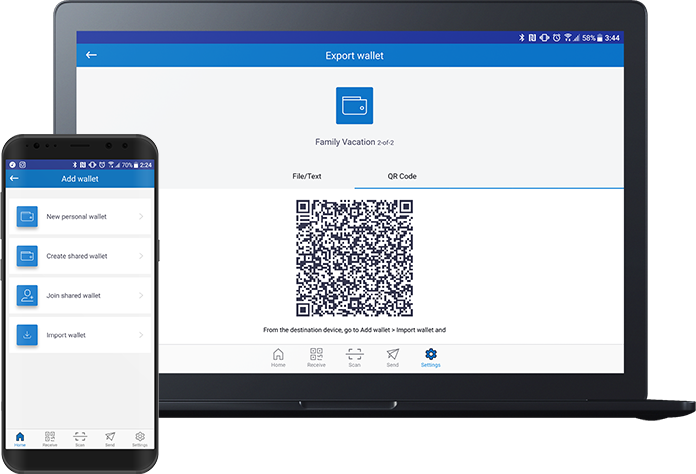 58% 3:44
Export wallet
Family Vacation 2-of-2
File/Text
QR Code
From the destination device, go to Add wallet > Import wallet and
Home
Receive
Scan
Send
Settings
70% 2:24
Add wallet
New personal wallet
Create shared wallet
Join shared wallet
Import wallet
Home
Receive
Scan
Send
Settings